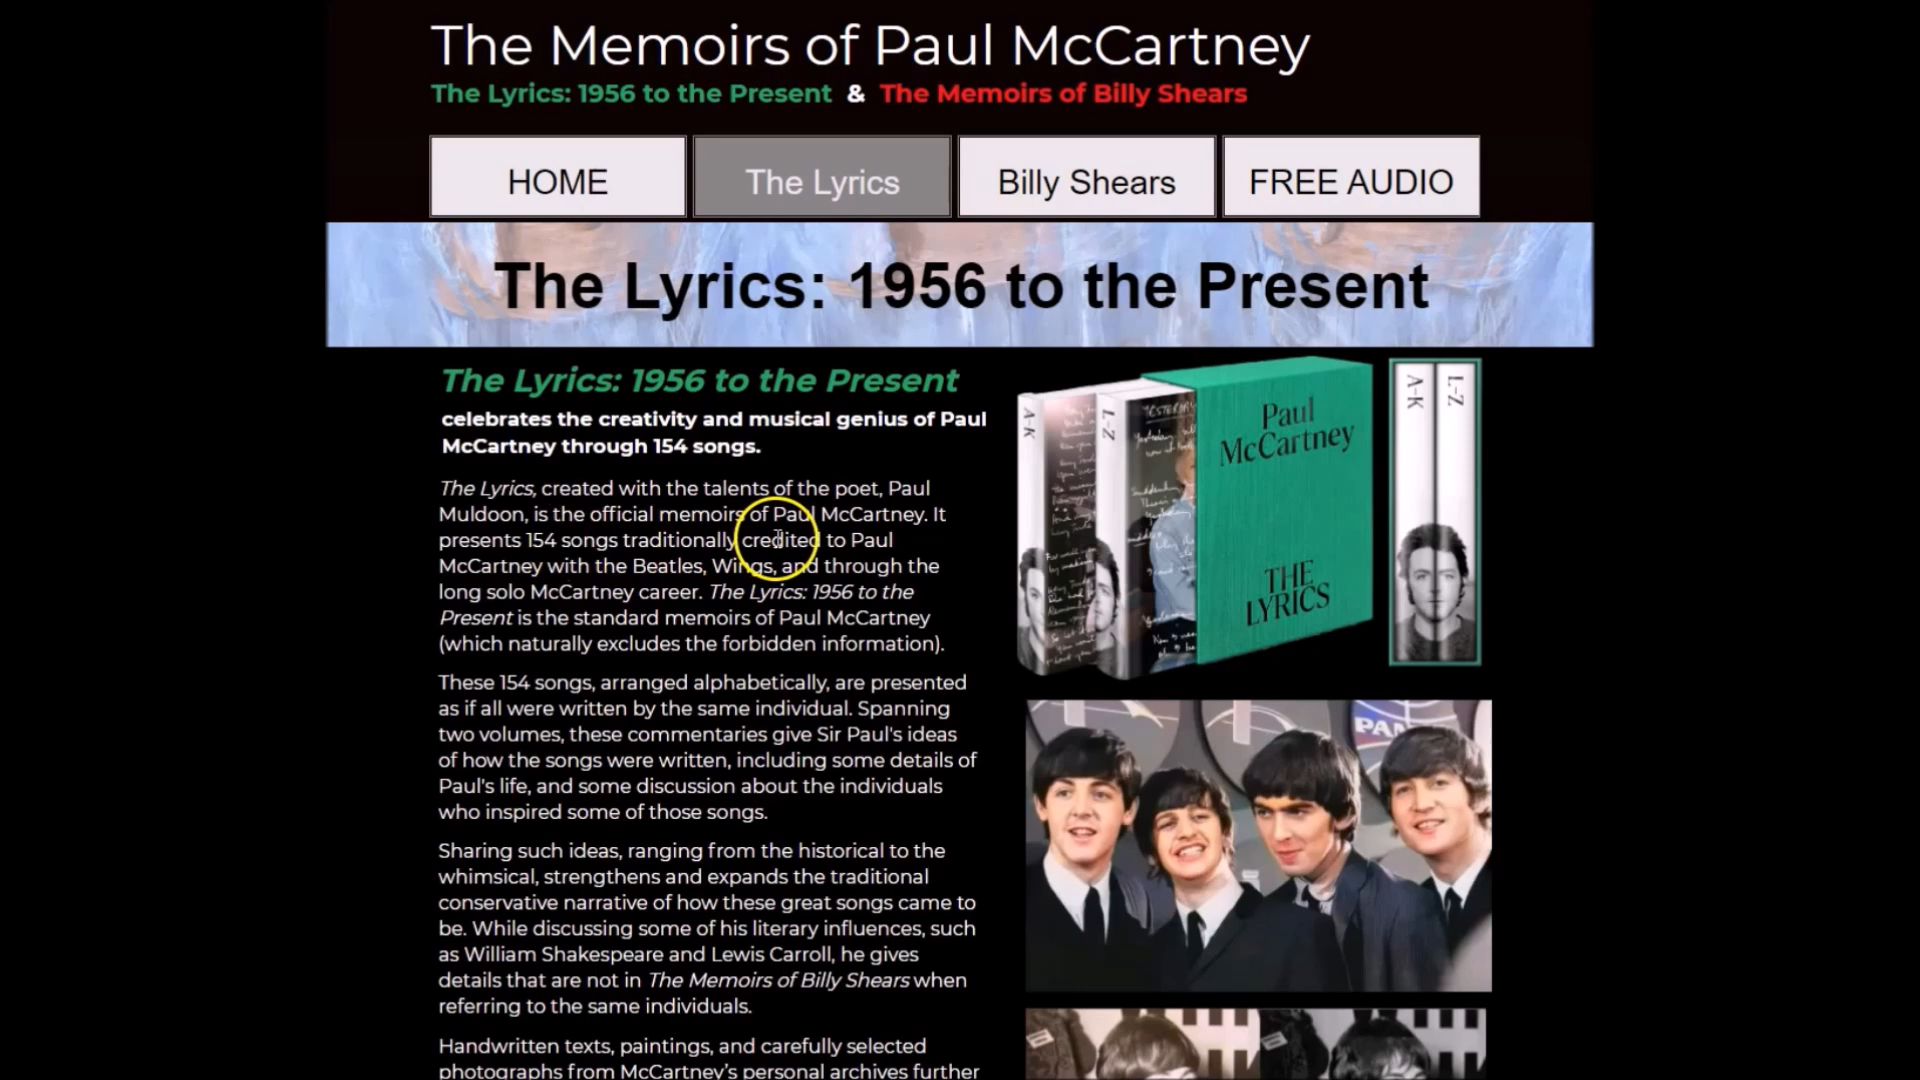 The Memoirs of Paul McCartney
The Lyrics: 1956 to the Present & The Memoirs of Billy Shears
HOME
The Lyrics
Billy Shears
FREE AUDIO
The Lyrics: 1956 to the Present
The Lyrics: 1956 to the Present
celebrates the creativity and musical genius of Paul
McCartney through 154 songs.
The Lyrics, created with the talents of the poet, Paul
Muldoon, is the official memoirs of Paul McCartney. It
presents 154 songs traditionally credited to Paul
McCartney with the Beatles, Wings, and through the
long solo McCartney career. The Lyrics: 1956 to the
Present is the standard memoirs of Paul McCartney
(which naturally excludes the forbidden information).
These 154 songs, arranged alphabetically, are presented
as if all were written by the same individual. Spanning
two volumes, these commentaries give Sir Paul's ideas
of how the songs were written, including some details of
Paul's life, and some discussion about the individuals
who inspired some of those songs.
Sharing such ideas, ranging from the historical to the
whimsical, strengthens and expands the traditional
conservative narrative of how these great songs came to
be. While discussing some of his literary influences, such
as William Shakespeare and Lewis Carroll, he gives
details that are not in The Memoirs of Billy Shears when
referring to the same individuals.
Handwritten texts, paintings, and carefully selected
photographs from McCartney's personal archives further
A-K
L-Z
YESTERDAY
Paul
McCartney
THE
LYRICS
A-K
L-Z
PAN